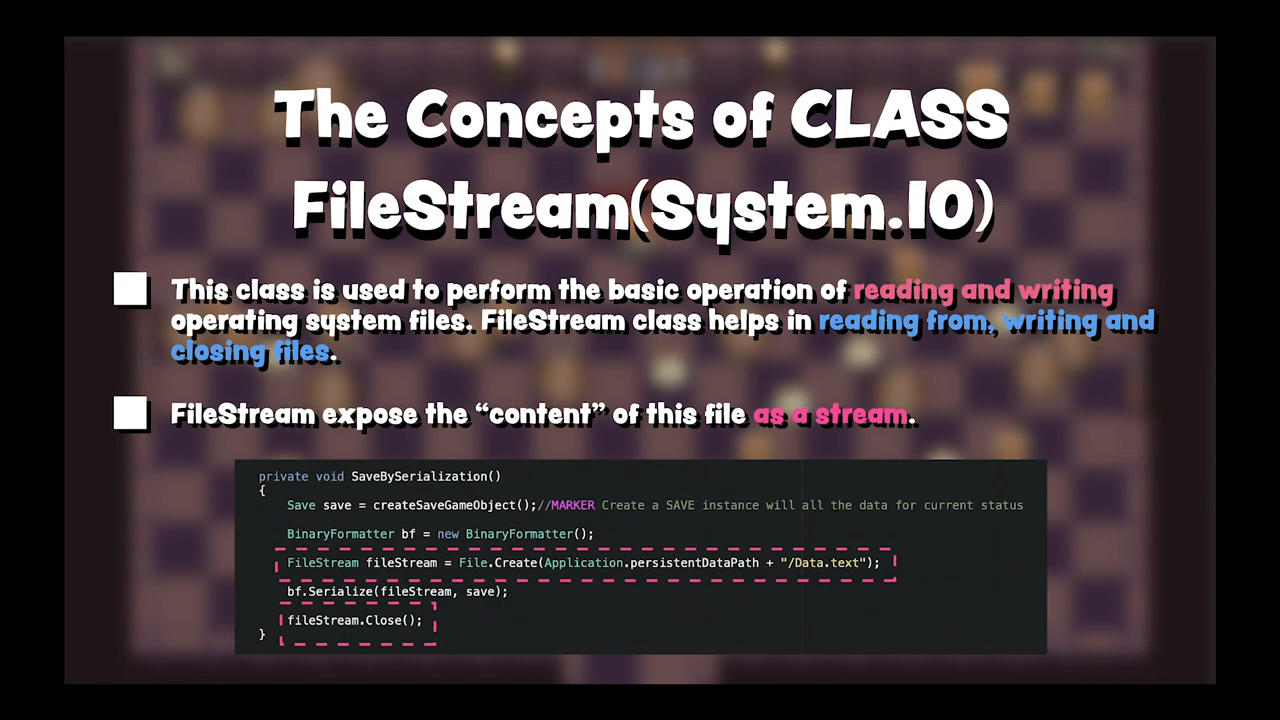 The Concepts of CLASS
FileStream(System.IO)
This class is used to perform the basic operation of reading and writing
operating system files. FileStream class helps in reading from, writing and
closing files.
FileStream expose the “content” of this file as a stream.
private void SaveBySerialization()
{
Save save = createSaveGameObject();//MARKER Create a SAVE instance will all the data for current status
BinaryFormatter bf = new BinaryFormatter();
FileStream fileStream = File.Create(Application.persistentDataPath + "/Data.text");
bf.Serialize(fileStream, save);
fileStream.Close();
}